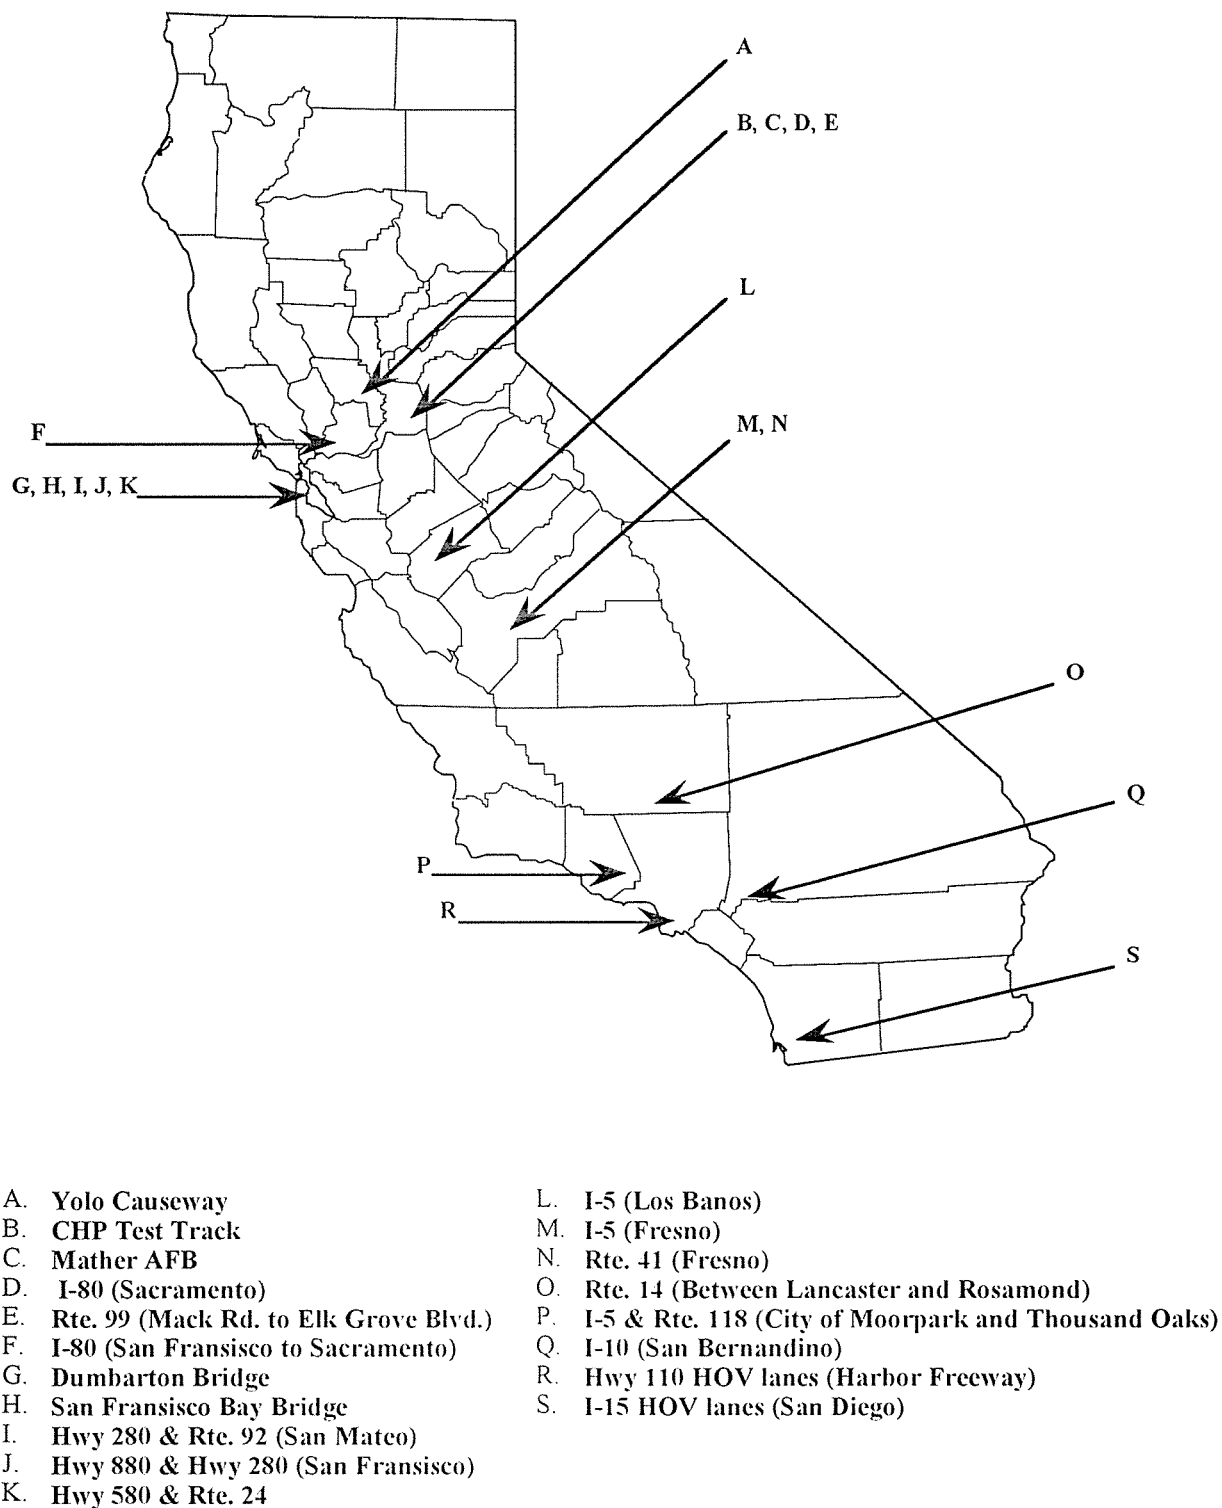 A
B, C, D, E
L
M, N
F
G, H, I, J, K
O
Q
P
R
S
A. Yolo Causeway
B. CHP Test Track
C. Mather AFB
D. I-80 (Sacramento)
E. Rte. 99 (Mack Rd. to Elk Grove Blvd.)
F. I-80 (San Fransisco to Sacramento)
G. Dumbarton Bridge
H. San Fransisco Bay Bridge
I. Hwy 280 & Rte. 92 (San Mateo)
J. Hwy 880 & Hwy 280 (San Fransisco)
K. Hwy 580 & Rte. 24
L. I-5 (Los Banos)
M. I-5 (Fresno)
N. Rte. 41 (Fresno)
O. Rte. 14 (Between Lancaster and Rosamond)
P. I-5 & Rte. 118 (City of Moorpark and Thousand Oaks)
Q. I-10 (San Bernandino)
R. Hwy 110 HOV lanes (Harbor Freeway)
S. I-15 HOV lanes (San Diego)